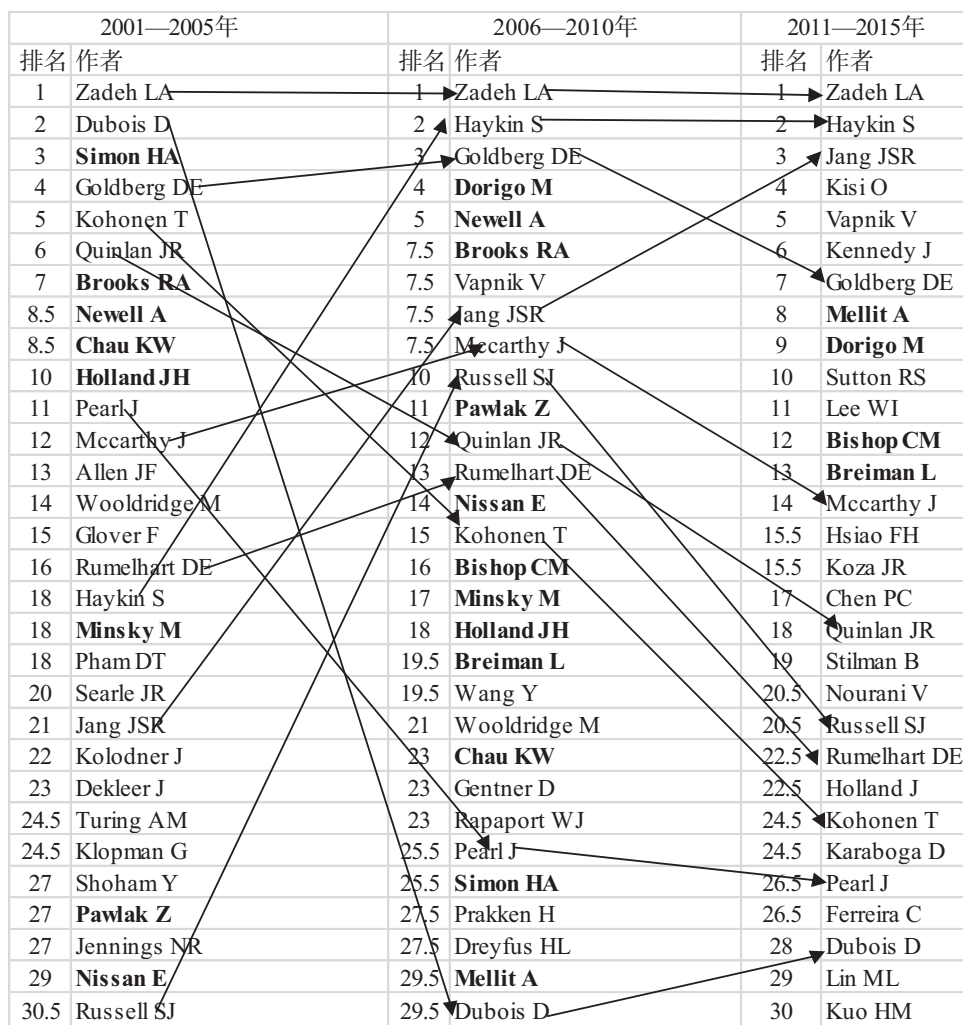 2001—2005年 2006—2010年 2011—2015年
排名 作者 排名 作者 排名 作者
1 Zadeh LA 1 Zadeh LA 1 Zadeh LA
2 Dubois D 2 Haykin S 2 Haykin S
3 Simon HA 3 Goldberg DE 3 Jang JSR
4 Goldberg DE 4 Dorigo M 4 Kisi O
5 Kohonen T 5 Newell A 5 Vapnik V
6 Quinlan JR 7.5 Brooks RA 6 Kennedy J
7 Brooks RA 7.5 Vapnik V 7 Goldberg DE
8.5 Newell A 7.5 Jang JSR 8 Mellit A
8.5 Chau KW 7.5 Mccarthy J 9 Dorigo M
10 Holland JH 10 Russell SJ 10 Sutton RS
11 Pearl J 11 Pawlak Z 11 Lee WI
12 Mccarthy J 12 Quinlan JR 12 Bishop CM
13 Allen JF 13 Rumelhart DE 13 Breiman L
14 Wooldridge M 14 Nissan E 14 Mccarthy J
15 Glover F 15 Kohonen T 15.5 Hsiao FH
16 Rumelhart DE 16 Bishop CM 15.5 Koza JR
18 Haykin S 17 Minsky M 17 Chen PC
18 Minsky M 18 Holland JH 18 Quinlan JR
18 Pham DT 19.5 Breiman L 19 Stilman B
20 Searle JR 19.5 Wang Y 20.5 Nourani V
21 Jang JSR 21 Wooldridge M 20.5 Russell SJ
22 Kolodner J 23 Chau KW 22.5 Rumelhart DE
23 Dekleer J 23 Gentner D 22.5 Holland J
24.5 Turing AM 23 Rapaport WJ 24.5 Kohonen T
24.5 Klopman G 25.5 Pearl J 24.5 Karaboga D
27 Shoham Y 25.5 Simon HA 26.5 Pearl J
27 Pawlak Z 27.5 Prakken H 26.5 Ferreira C
27 Jennings NR 27.5 Dreyfus HL 28 Dubois D
29 Nissan E 29.5 Mellit A 29 Lin ML
30.5 Russell SJ 29.5 Dubois D 30 Kuo HM